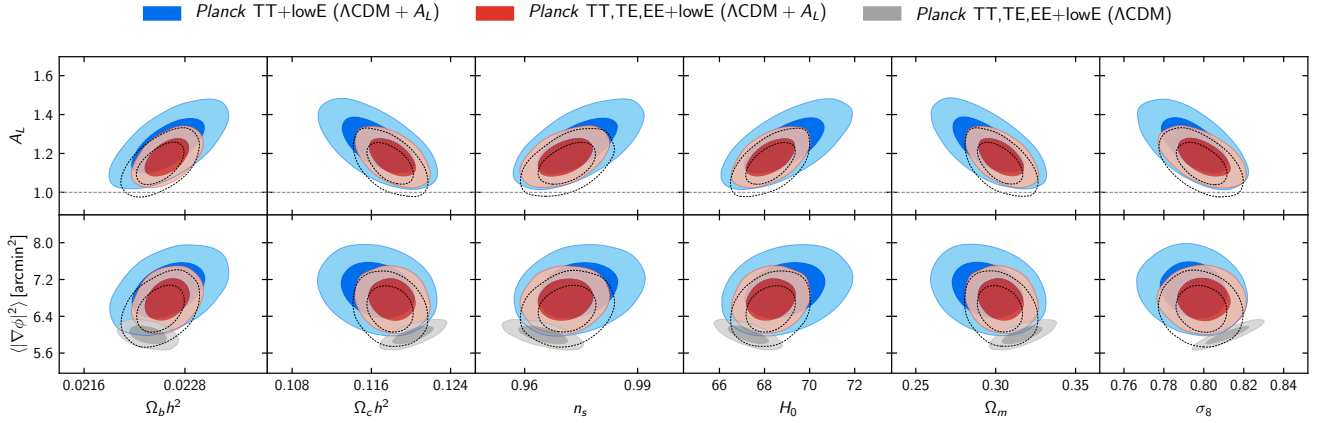 Planck TT+lowE (ΛCDM + A_L) Planck TT,TE,EE+lowE (ΛCDM + A_L) Planck TT,TE,EE+lowE (ΛCDM)
A_L
1.6
1.4
1.2
1.0
⟨|∇ϕ|²⟩ [arcmin²]
8.0
7.2
6.4
5.6
0.0216 0.0228 0.108 0.116 0.124 0.96 0.99 66 68 70 72 0.25 0.30 0.35 0.76 0.78 0.80 0.82 0.84
Ω_b h² Ω_c h² n_s H_0 Ω_m σ_8